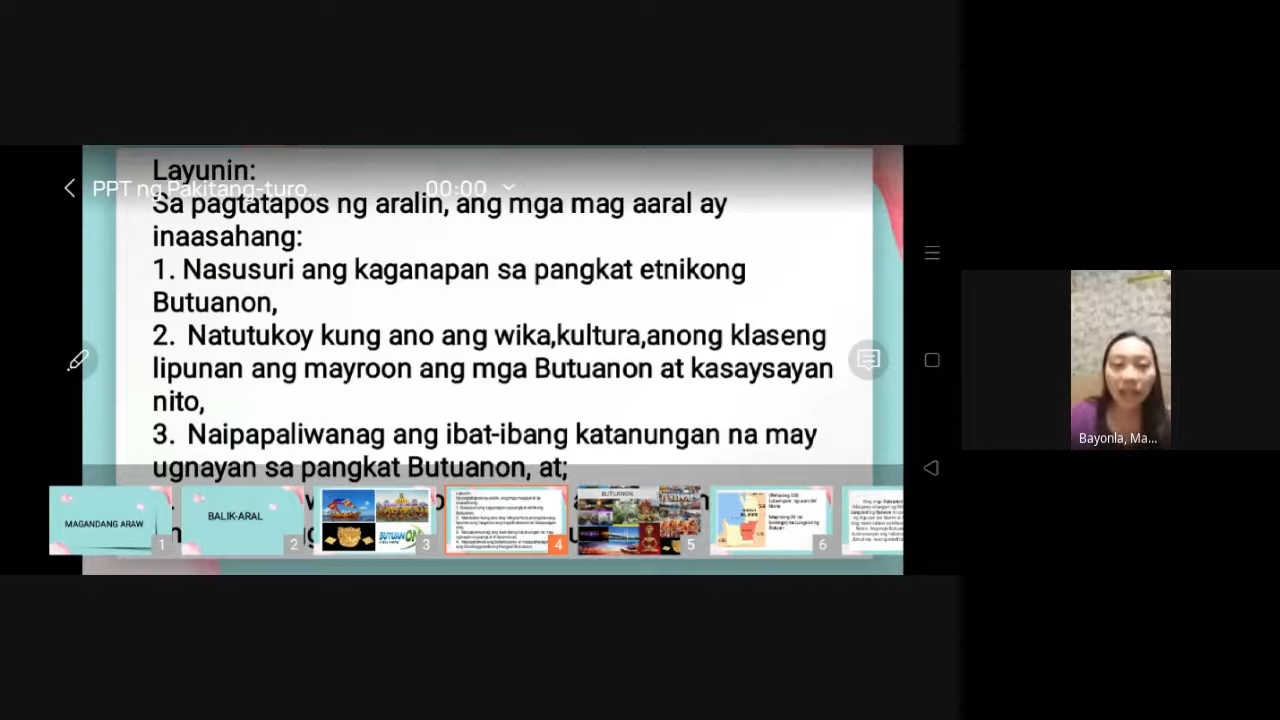 Layunin:
PPT ng Pakitang-turo...
00:00
Sa pagtatapos ng aralin, ang mga mag aaral ay
inaasahang:
1. Nasusuri ang kaganapan sa pangkat etnikong
Butuanon,
2. Natutukoy kung ano ang wika,kultura,anong klaseng
lipunan ang mayroon ang mga Butuanon at kasaysayan
nito,
3. Naipapaliwanag ang ibat-ibang katanungan na may
ugnayan sa pangkat Butuanon, at;
MAGANDANG ARAW
1
BALIK-ARAL
2
BUTUAN ON
3
4
BUTUANON
FESTIVAL
5
6
Bayonla, Ma...